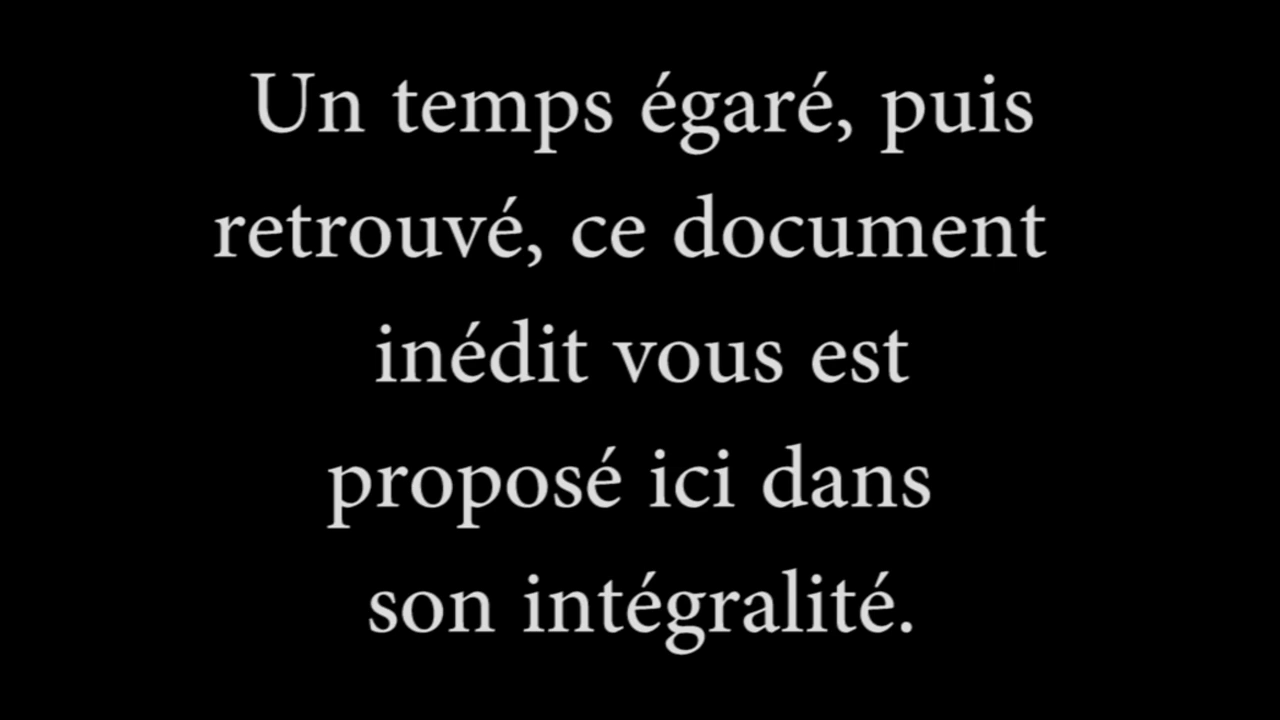 Un temps égaré, puis
retrouvé, ce document
inédit vous est
proposé ici dans
son intégralité.